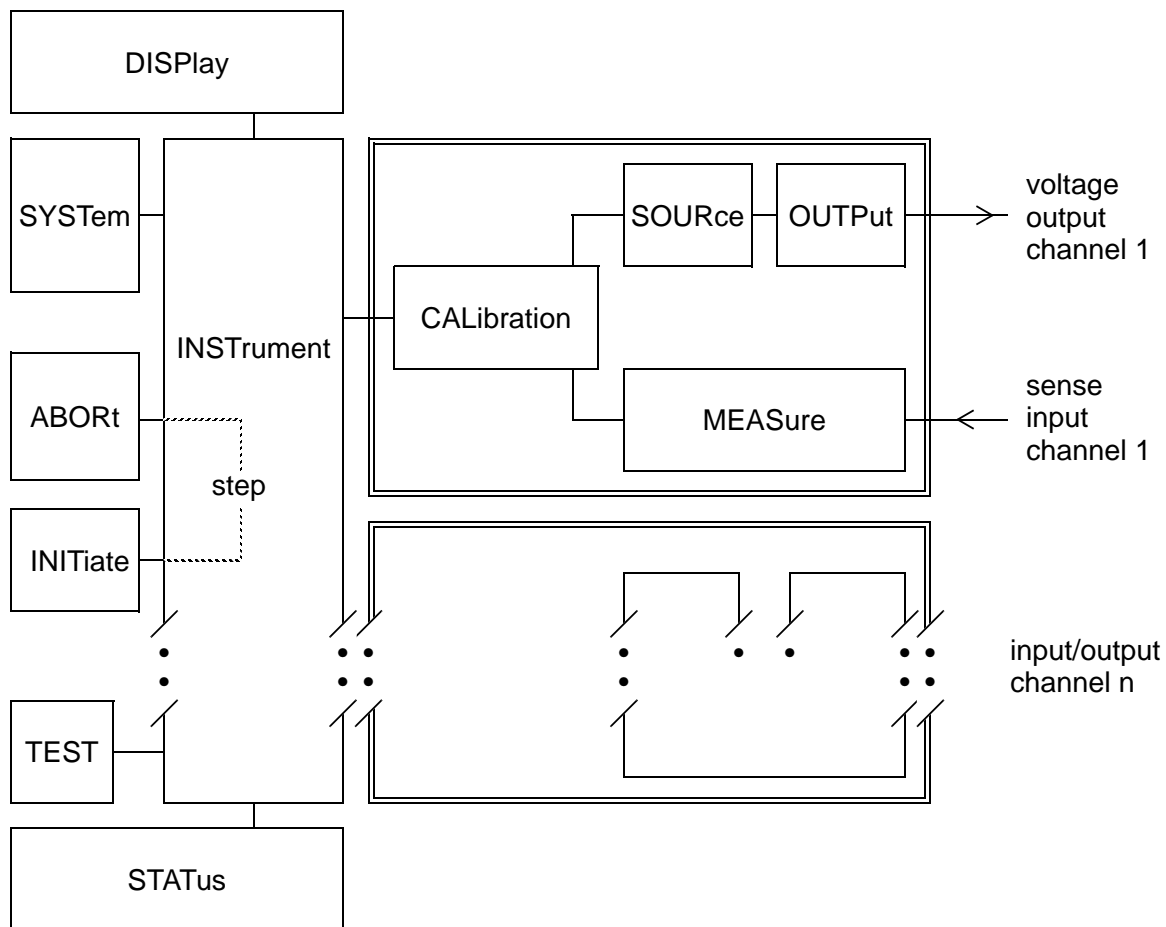 DISPlay
SYSTem
INSTrument
CALibration
SOURce
OUTPut
voltage
output
channel 1
ABORt
step
INITiate
MEASure
sense
input
channel 1
input/output
channel n
TEST
STATus